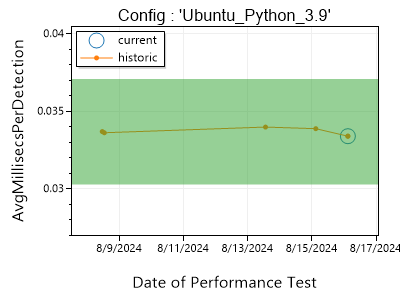 Config : 'Ubuntu_Python_3.9'
current
historic
AvgMillisecsPerDetection
0.04
0.035
0.03
8/9/2024
8/11/2024
8/13/2024
8/15/2024
8/17/2024
Date of Performance Test